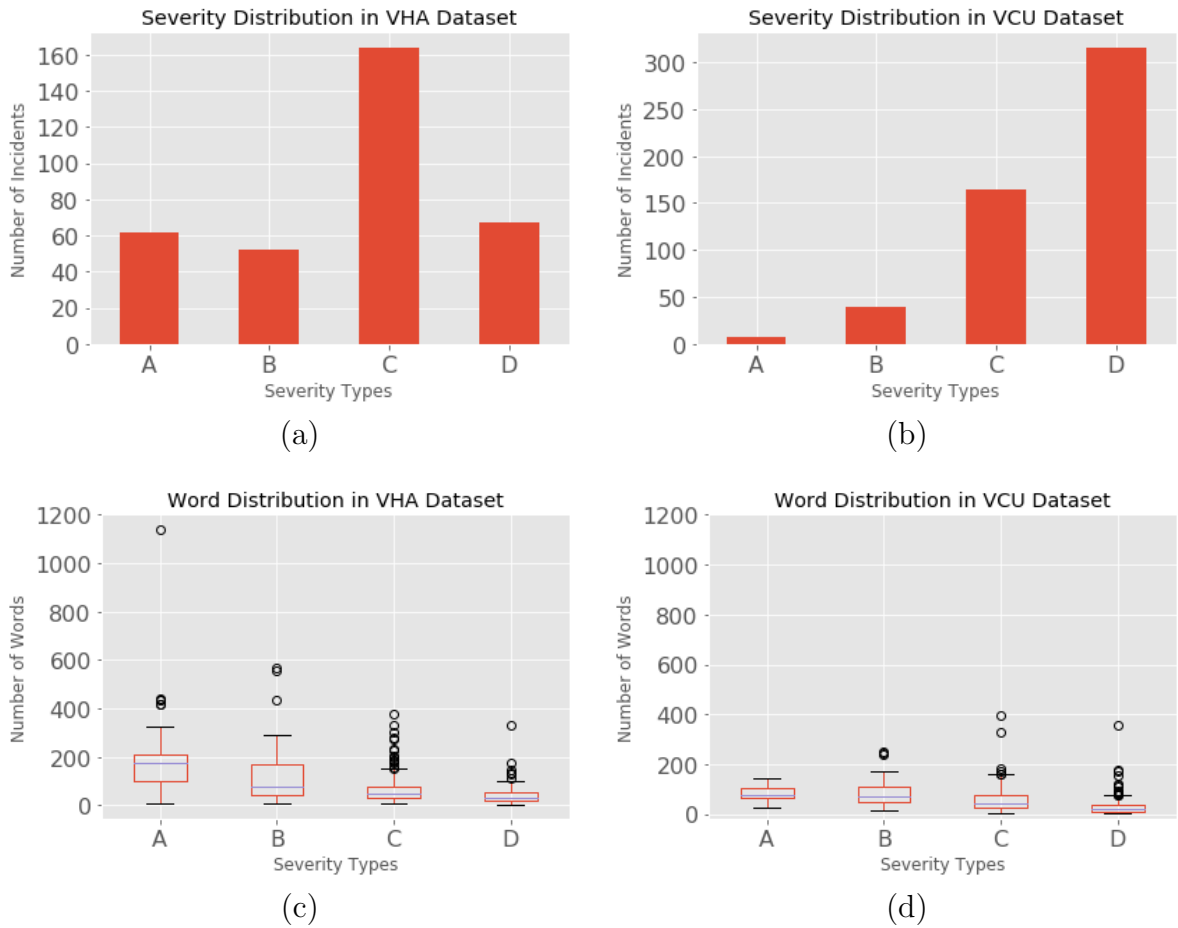 Severity Distribution in VHA Dataset
160
140
120
100
80
60
40
20
0
Number of Incidents
A B C D
Severity Types
(a)
Severity Distribution in VCU Dataset
300
250
200
150
100
50
0
Number of Incidents
A B C D
Severity Types
(b)
Word Distribution in VHA Dataset
1200
1000
800
600
400
200
0
Number of Words
A B C D
Severity Types
(c)
Word Distribution in VCU Dataset
1200
1000
800
600
400
200
0
Number of Words
A B C D
Severity Types
(d)